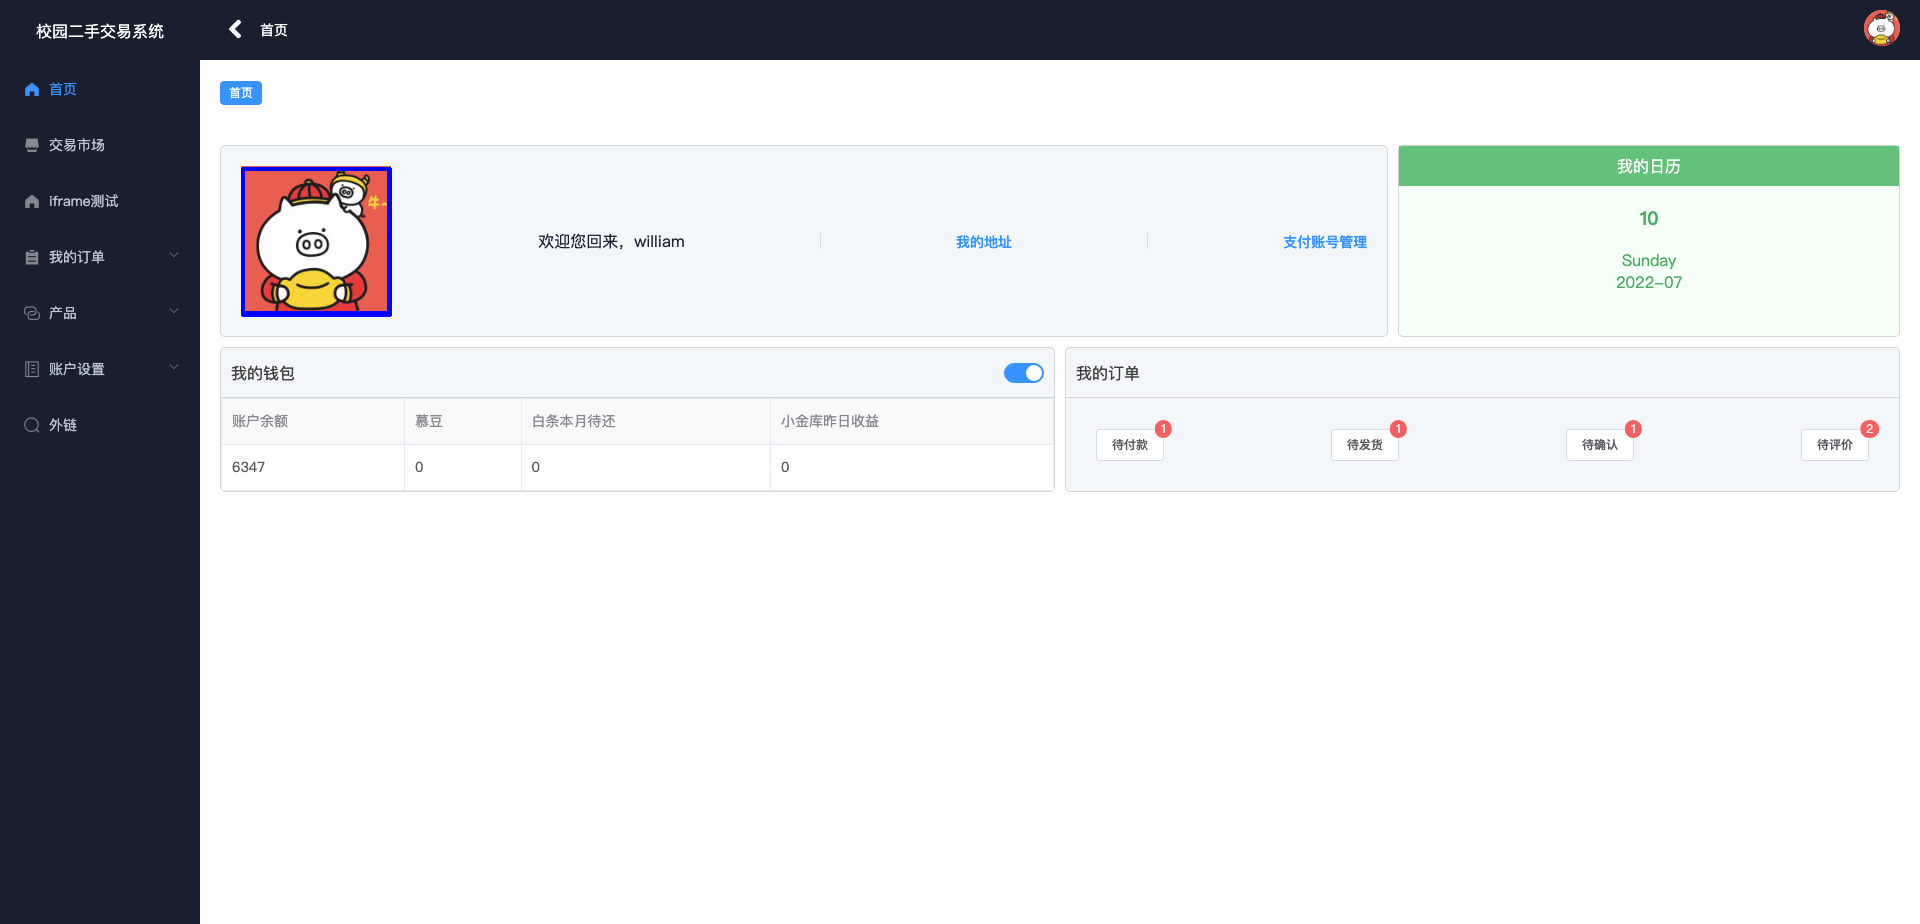 校园二手交易系统
首页
首页
交易市场
iframe测试
我的订单
产品
账户设置
外链
首页
牛~
欢迎您回来，william
我的地址
支付账号管理
我的日历
10
Sunday
2022-07
我的钱包
账户余额 慕豆 白条本月待还 小金库昨日收益
6347 0 0 0
我的订单
待付款 1
待发货 1
待确认 1
待评价 2